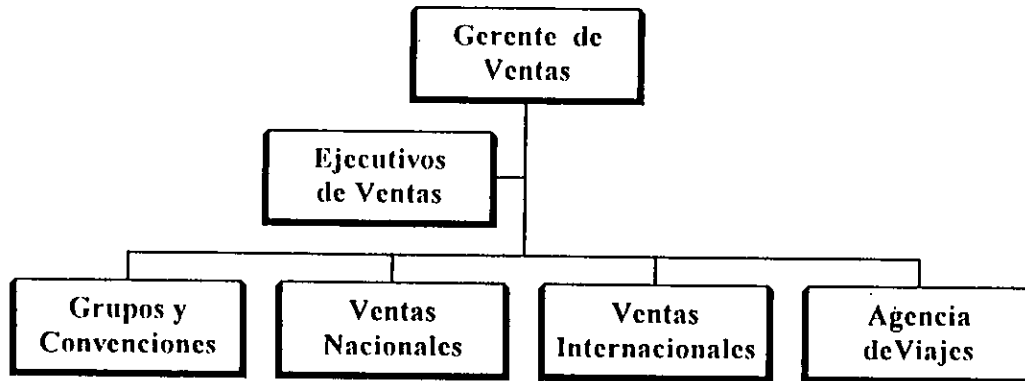 Gerente de
Ventas
Ejecutivos
de Ventas
Grupos y
Convenciones
Ventas
Nacionales
Ventas
Internacionales
Agencia
deViajes